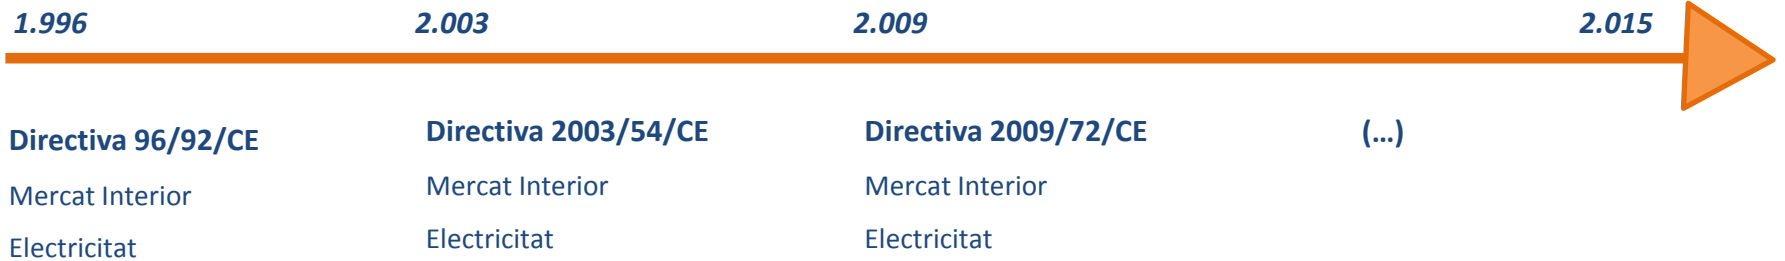 1.996
2.003
2.009
2.015
Directiva 96/92/CE
Mercat Interior
Electricitat
Directiva 2003/54/CE
Mercat Interior
Electricitat
Directiva 2009/72/CE
Mercat Interior
Electricitat
(...)